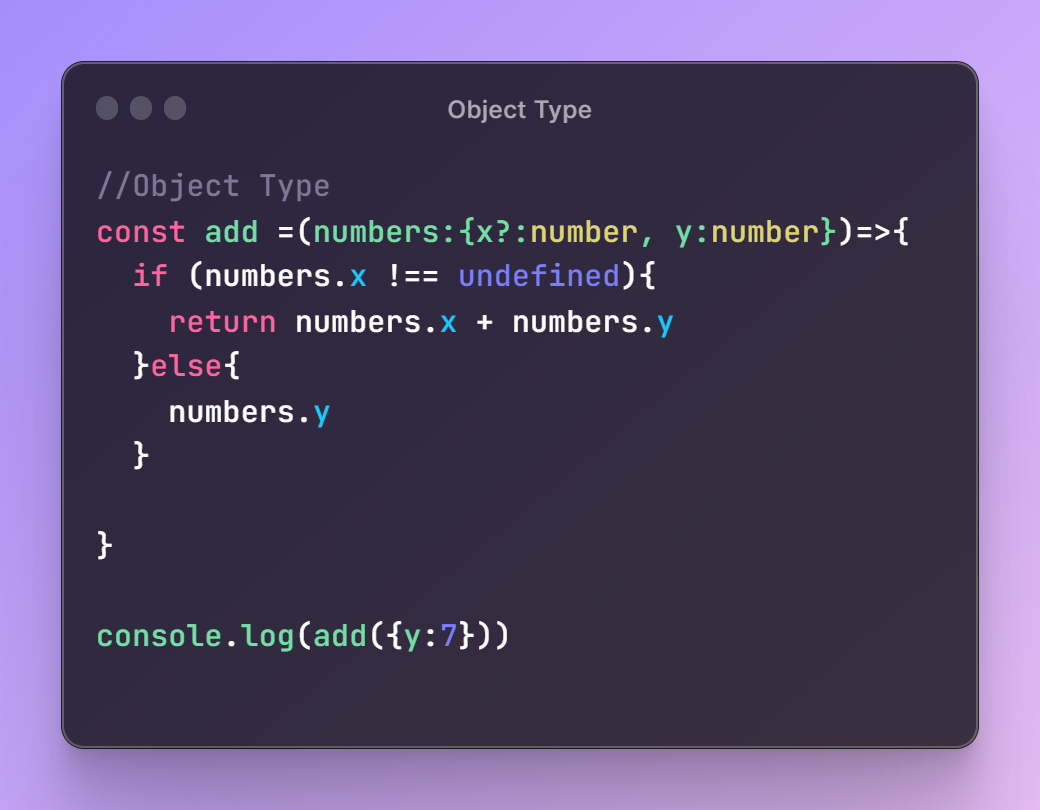 Object Type
//Object Type
const add =(numbers:{x?:number, y:number})=>{
  if (numbers.x !== undefined){
    return numbers.x + numbers.y
  }else{
    numbers.y
  }
}
console.log(add({y:7}))